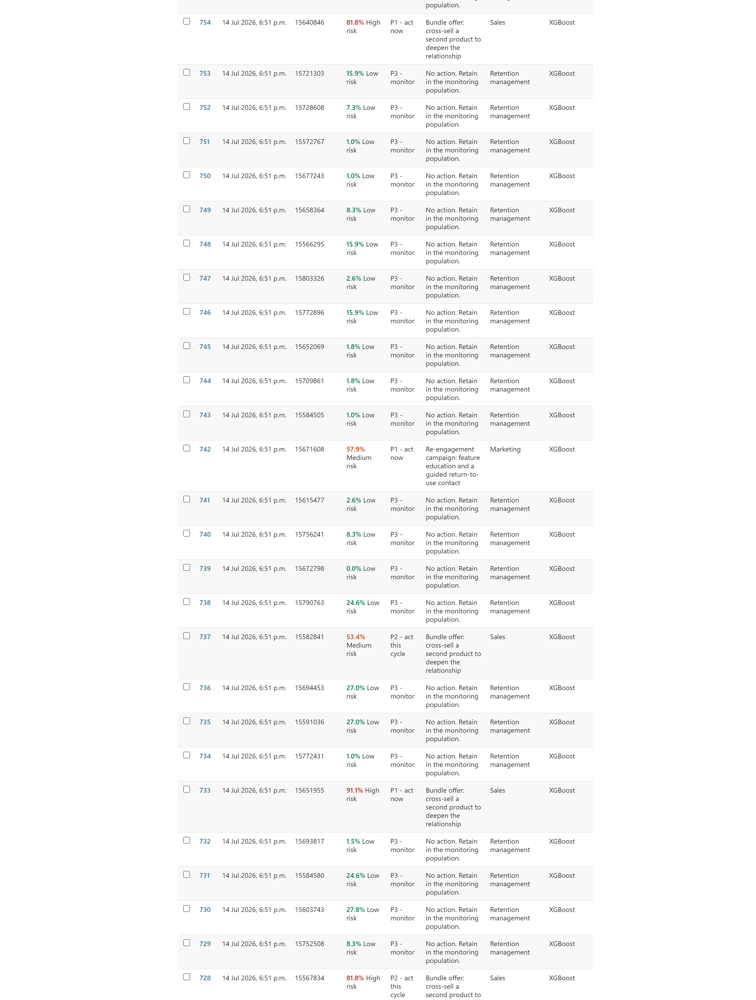 population.
754 14 Jul 2026, 6:51 p.m. 15640846 81.8% High risk P1 - act now Bundle offer: cross-sell a second product to deepen the relationship Sales XGBoost
753 14 Jul 2026, 6:51 p.m. 15721303 15.9% Low risk P3 - monitor No action. Retain in the monitoring population. Retention management XGBoost
752 14 Jul 2026, 6:51 p.m. 15728608 7.3% Low risk P3 - monitor No action. Retain in the monitoring population. Retention management XGBoost
751 14 Jul 2026, 6:51 p.m. 15572767 1.0% Low risk P3 - monitor No action. Retain in the monitoring population. Retention management XGBoost
750 14 Jul 2026, 6:51 p.m. 15677243 1.0% Low risk P3 - monitor No action. Retain in the monitoring population. Retention management XGBoost
749 14 Jul 2026, 6:51 p.m. 15658364 8.3% Low risk P3 - monitor No action. Retain in the monitoring population. Retention management XGBoost
748 14 Jul 2026, 6:51 p.m. 15566295 15.9% Low risk P3 - monitor No action. Retain in the monitoring population. Retention management XGBoost
747 14 Jul 2026, 6:51 p.m. 15803326 2.6% Low risk P3 - monitor No action. Retain in the monitoring population. Retention management XGBoost
746 14 Jul 2026, 6:51 p.m. 15772896 15.9% Low risk P3 - monitor No action. Retain in the monitoring population. Retention management XGBoost
745 14 Jul 2026, 6:51 p.m. 15652069 1.8% Low risk P3 - monitor No action. Retain in the monitoring population. Retention management XGBoost
744 14 Jul 2026, 6:51 p.m. 15709861 1.8% Low risk P3 - monitor No action. Retain in the monitoring population. Retention management XGBoost
743 14 Jul 2026, 6:51 p.m. 15584505 1.0% Low risk P3 - monitor No action. Retain in the monitoring population. Retention management XGBoost
742 14 Jul 2026, 6:51 p.m. 15671608 57.9% Medium risk P1 - act now Re-engagement campaign: feature education and a guided return-to-use contact Marketing XGBoost
741 14 Jul 2026, 6:51 p.m. 15615477 2.6% Low risk P3 - monitor No action. Retain in the monitoring population. Retention management XGBoost
740 14 Jul 2026, 6:51 p.m. 15756241 8.3% Low risk P3 - monitor No action. Retain in the monitoring population. Retention management XGBoost
739 14 Jul 2026, 6:51 p.m. 15672798 0.0% Low risk P3 - monitor No action. Retain in the monitoring population. Retention management XGBoost
738 14 Jul 2026, 6:51 p.m. 15790763 24.6% Low risk P3 - monitor No action. Retain in the monitoring population. Retention management XGBoost
737 14 Jul 2026, 6:51 p.m. 15582841 53.4% Medium risk P2 - act this cycle Bundle offer: cross-sell a second product to deepen the relationship Sales XGBoost
736 14 Jul 2026, 6:51 p.m. 15694453 27.0% Low risk P3 - monitor No action. Retain in the monitoring population. Retention management XGBoost
735 14 Jul 2026, 6:51 p.m. 15591036 27.0% Low risk P3 - monitor No action. Retain in the monitoring population. Retention management XGBoost
734 14 Jul 2026, 6:51 p.m. 15772431 1.0% Low risk P3 - monitor No action. Retain in the monitoring population. Retention management XGBoost
733 14 Jul 2026, 6:51 p.m. 15651955 91.1% High risk P1 - act now Bundle offer: cross-sell a second product to deepen the relationship Sales XGBoost
732 14 Jul 2026, 6:51 p.m. 15693817 1.5% Low risk P3 - monitor No action. Retain in the monitoring population. Retention management XGBoost
731 14 Jul 2026, 6:51 p.m. 15584580 24.6% Low risk P3 - monitor No action. Retain in the monitoring population. Retention management XGBoost
730 14 Jul 2026, 6:51 p.m. 15603743 27.8% Low risk P3 - monitor No action. Retain in the monitoring population. Retention management XGBoost
729 14 Jul 2026, 6:51 p.m. 15752508 8.3% Low risk P3 - monitor No action. Retain in the monitoring population. Retention management XGBoost
728 14 Jul 2026, 6:51 p.m. 15567834 81.8% High risk P2 - act this cycle Bundle offer: cross-sell a second product to Sales XGBoost